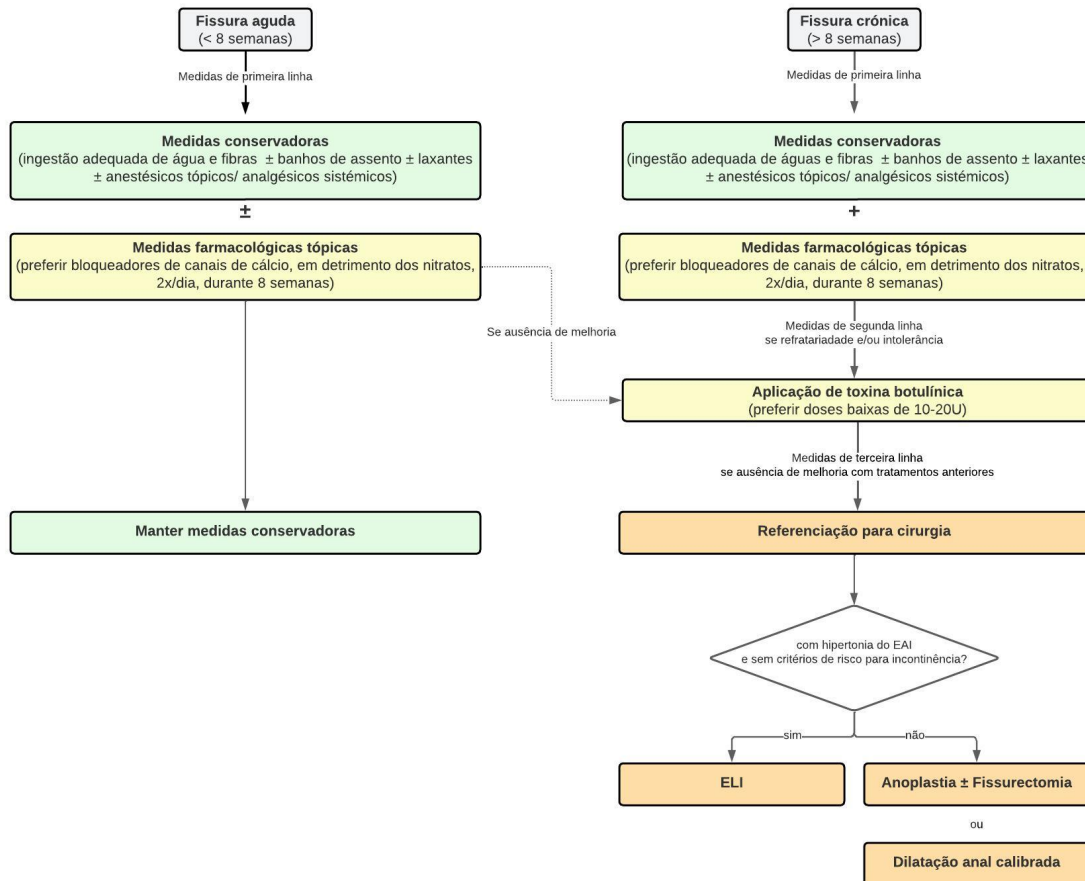 Fissura aguda
(< 8 semanas)
Medidas de primeira linha
Medidas conservadoras
(ingestão adequada de água e fibras ± banhos de assento ± laxantes
± anestésicos tópicos/ analgésicos sistémicos)
±
Medidas farmacológicas tópicas
(preferir bloqueadores de canais de cálcio, em detrimento dos nitratos,
2x/dia, durante 8 semanas)
Se ausência de melhoria
Manter medidas conservadoras
Fissura crónica
(> 8 semanas)
Medidas de primeira linha
Medidas conservadoras
(ingestão adequada de águas e fibras ± banhos de assento ± laxantes
± anestésicos tópicos/ analgésicos sistémicos)
+
Medidas farmacológicas tópicas
(preferir bloqueadores de canais de cálcio, em detrimento dos nitratos,
2x/dia, durante 8 semanas)
Medidas de segunda linha
se refratariadade e/ou intolerância
Aplicação de toxina botulínica
(preferir doses baixas de 10-20U)
Medidas de terceira linha
se ausência de melhoria com tratamentos anteriores
Referenciação para cirurgia
com hipertonia do EAI
e sem critérios de risco para incontinência?
sim
não
ELI
Anoplastia ± Fissurectomia
ou
Dilatação anal calibrada